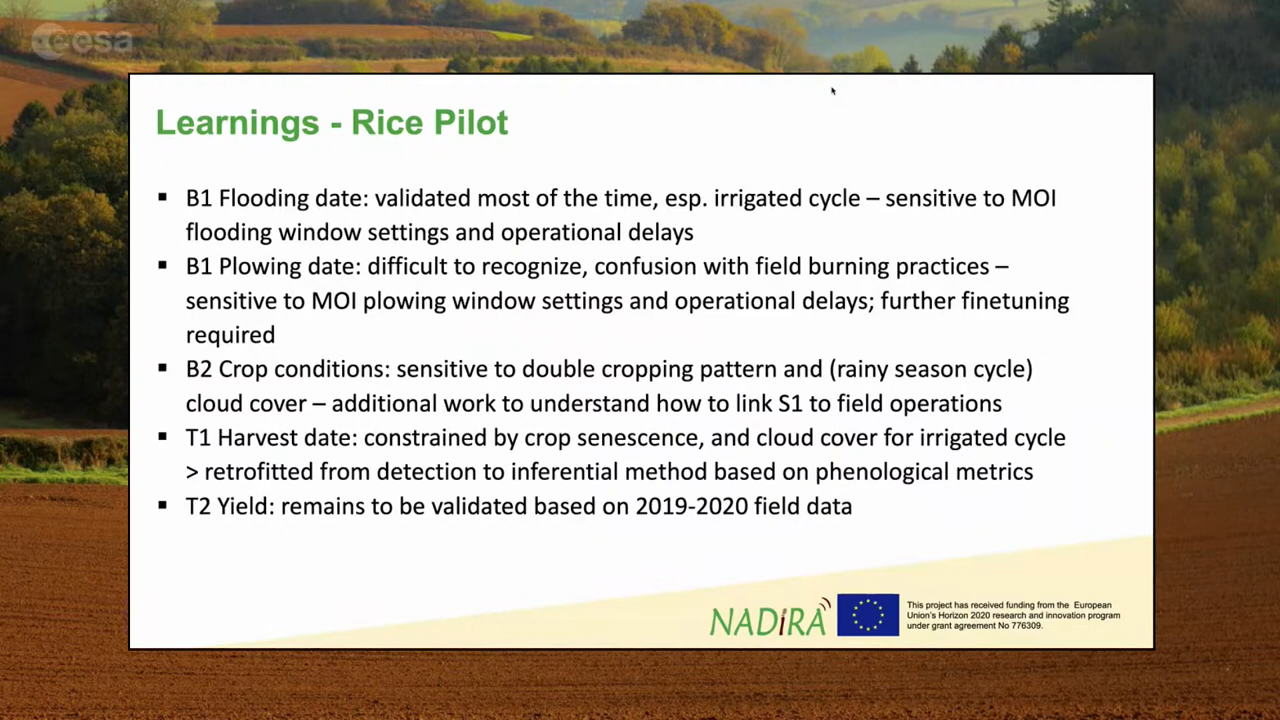 esa
Learnings - Rice Pilot
▪ B1 Flooding date: validated most of the time, esp. irrigated cycle – sensitive to MOI
flooding window settings and operational delays
▪ B1 Plowing date: difficult to recognize, confusion with field burning practices –
sensitive to MOI plowing window settings and operational delays; further finetuning
required
▪ B2 Crop conditions: sensitive to double cropping pattern and (rainy season cycle)
cloud cover – additional work to understand how to link S1 to field operations
▪ T1 Harvest date: constrained by crop senescence, and cloud cover for irrigated cycle
> retrofitted from detection to inferential method based on phenological metrics
▪ T2 Yield: remains to be validated based on 2019-2020 field data
NADiRA
This project has received funding from the European
Union's Horizon 2020 research and innovation program
under grant agreement No 776309.